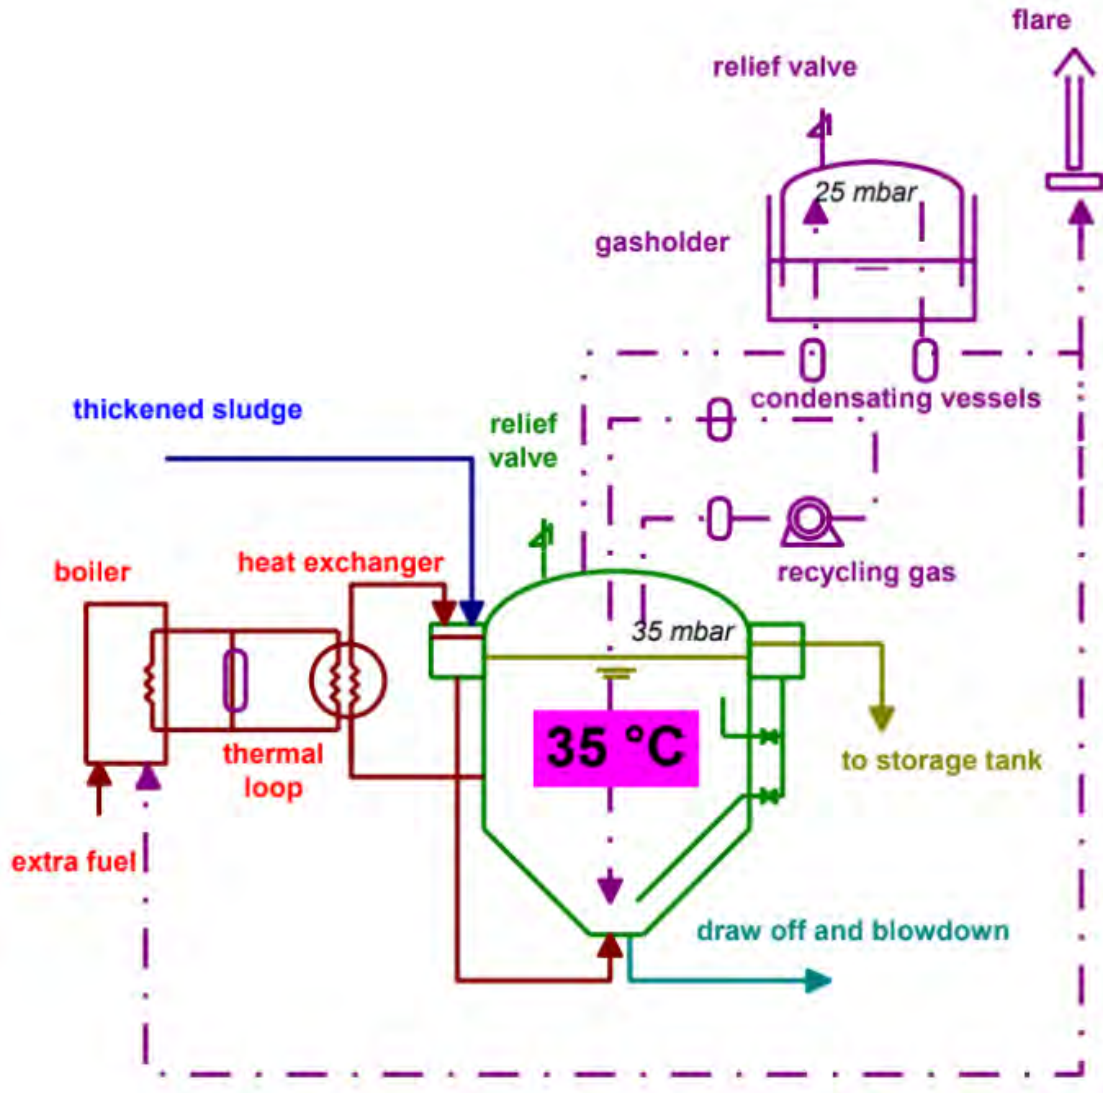 flare
relief valve
25 mbar
gasholder
condensating vessels
thickened sludge
relief
valve
recycling gas
heat exchanger
boiler
35 mbar
35 °C
thermal
loop
to storage tank
extra fuel
draw off and blowdown